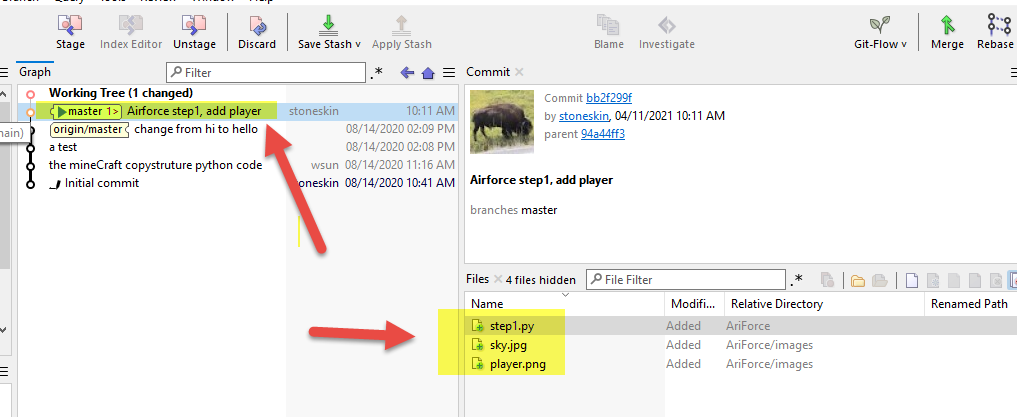 Stage Index Editor Unstage Discard Save Stash Apply Stash Blame Investigate Git-Flow Merge Rebase
Graph Filter .*
Working Tree (1 changed)
master 1> Airforce step1, add player stoneskin 10:11 AM
origin/master change from hi to hello 08/14/2020 02:09 PM
a test 08/14/2020 02:08 PM
the mineCraft copystruture python code wsun 08/14/2020 11:16 AM
Initial commit oneskin 08/14/2020 10:41 AM
Commit
Commit bb2f299f
by stoneskin, 04/11/2021 10:11 AM
parent 94a44ff3
Airforce step1, add player
branches master
Files 4 files hidden File Filter .*
Name Modifi... Relative Directory Renamed Path
step1.py Added AriForce
sky.jpg Added AriForce/images
player.png Added AriForce/images